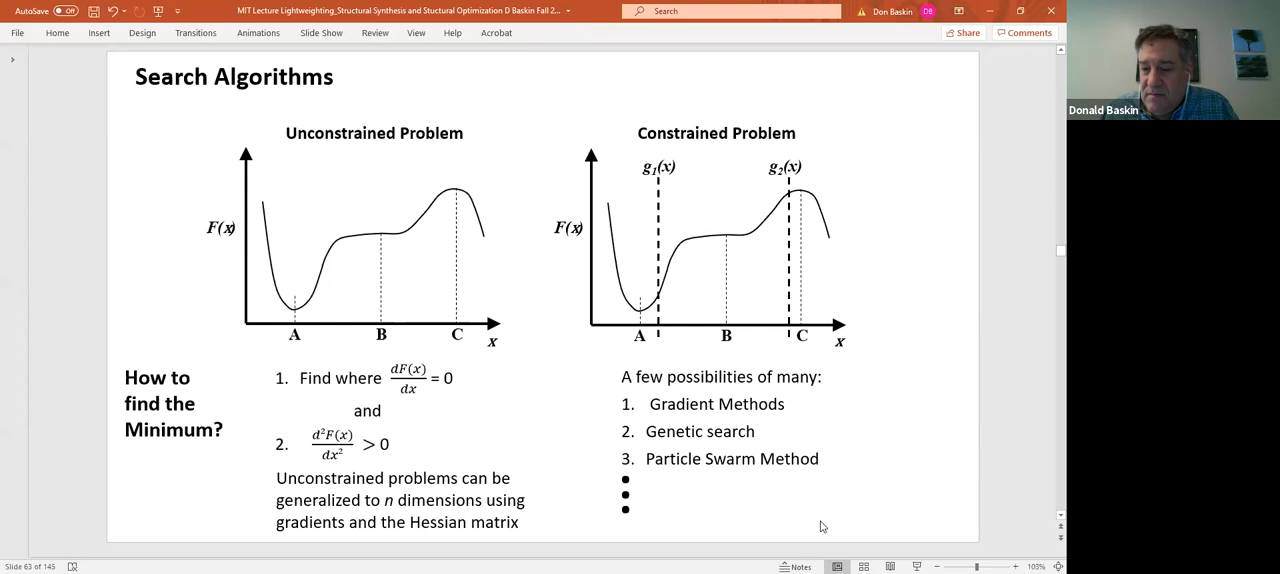 AutoSave Off
MIT Lecture Lightweighting_Structural Synthesis and Stuctural Optimization D Baskin Fall 2...
Search
Don Baskin
DB
File Home Insert Design Transitions Animations Slide Show Review View Help Acrobat
Share Comments
Donald Baskin
Search Algorithms
Unconstrained Problem
F(x)
A B C x
Constrained Problem
g1(x) g2(x)
F(x)
A B C x
How to
find the
Minimum?
1. Find where dF(x)/dx = 0
and
2. d²F(x)/dx² > 0
Unconstrained problems can be
generalized to n dimensions using
gradients and the Hessian matrix
A few possibilities of many:
1. Gradient Methods
2. Genetic search
3. Particle Swarm Method
Slide 63 of 145
Notes
103%